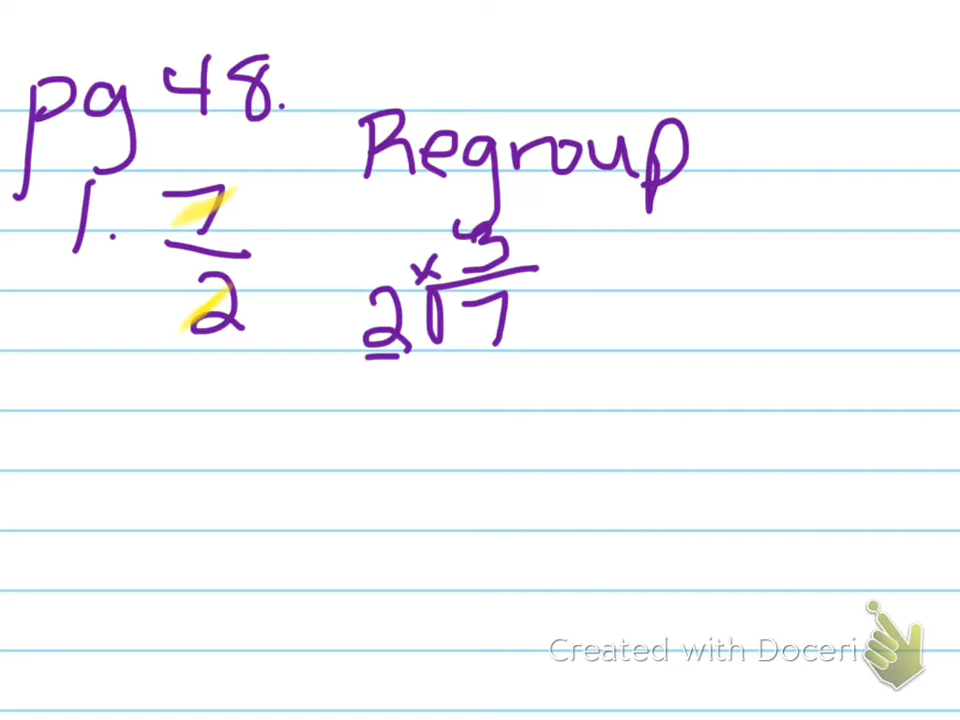 pg 48.
Regroup
1. 7/2
x 3
2 7
Created with Doceri